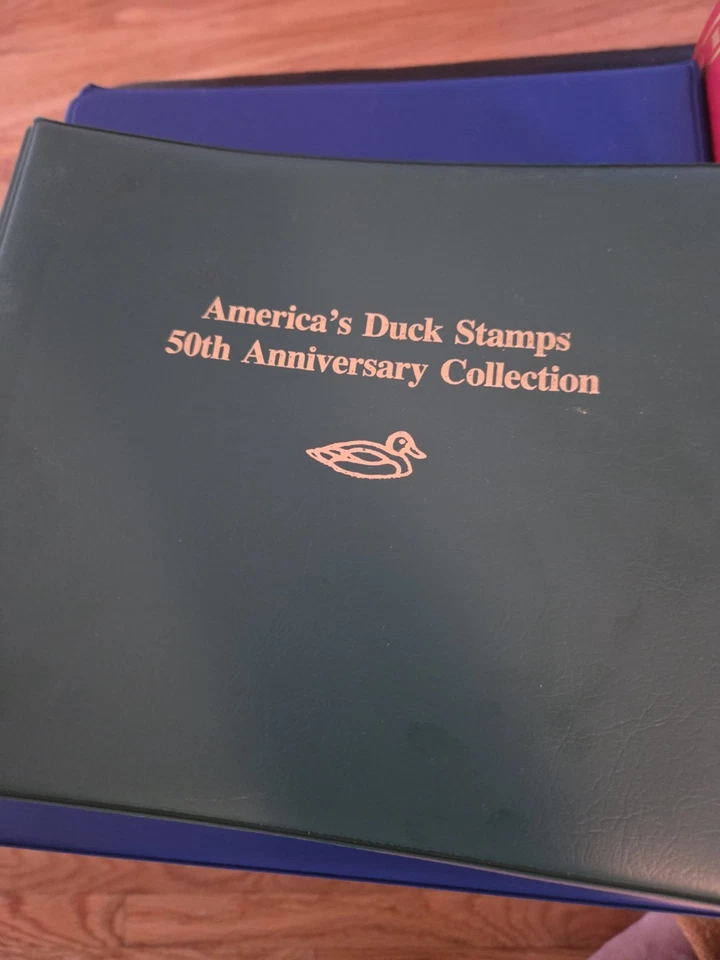 America's Duck Stamps
50th Anniversary Collection